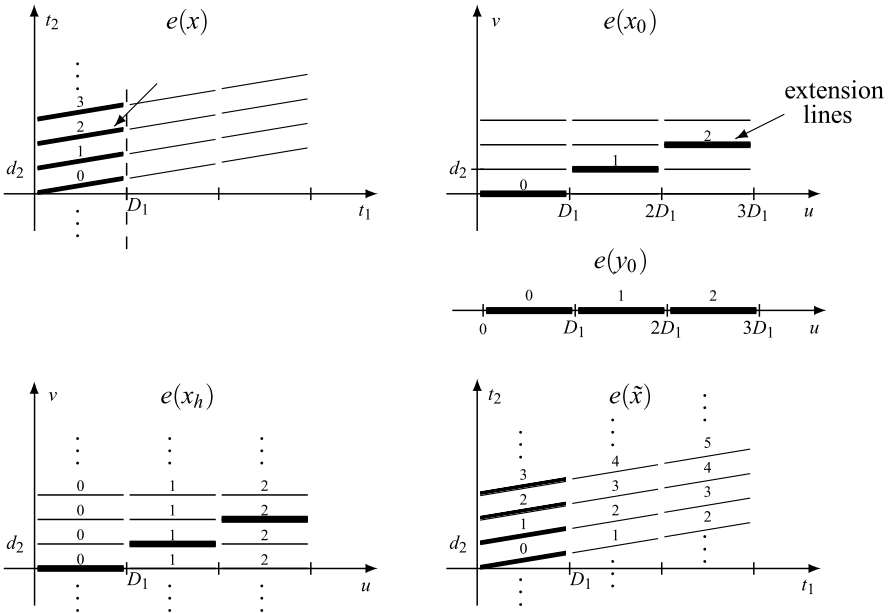 t₂
e(x)
3
2
1
0
d₂
D₁
t₁
v
e(x₀)
extension
lines
2
1
0
d₂
D₁
2D₁
3D₁
u
e(y₀)
0
1
2
0
D₁
2D₁
3D₁
u
v
e(xₕ)
0 1 2
0 1 2
0 1 2
0 1 2
d₂
D₁
u
t₂
e(x̃)
3 4 5
2 3 4
1 2 3
0 1 2
d₂
D₁
t₁